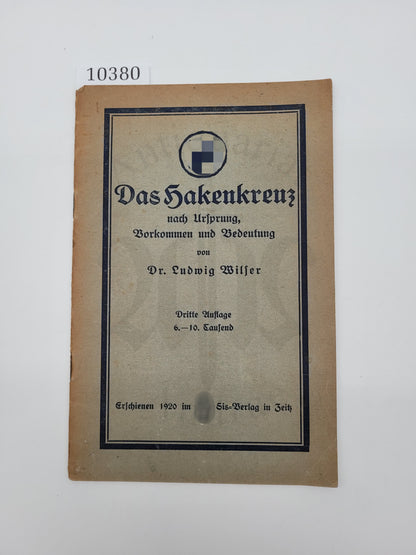 10380
Das Hakenkreuz
nach Ursprung,
Vorkommen und Bedeutung
von
Dr. Ludwig Wilser
Dritte Auflage
6.—10. Tausend
Erschienen 1920 im Sis-Verlag in Zeitz